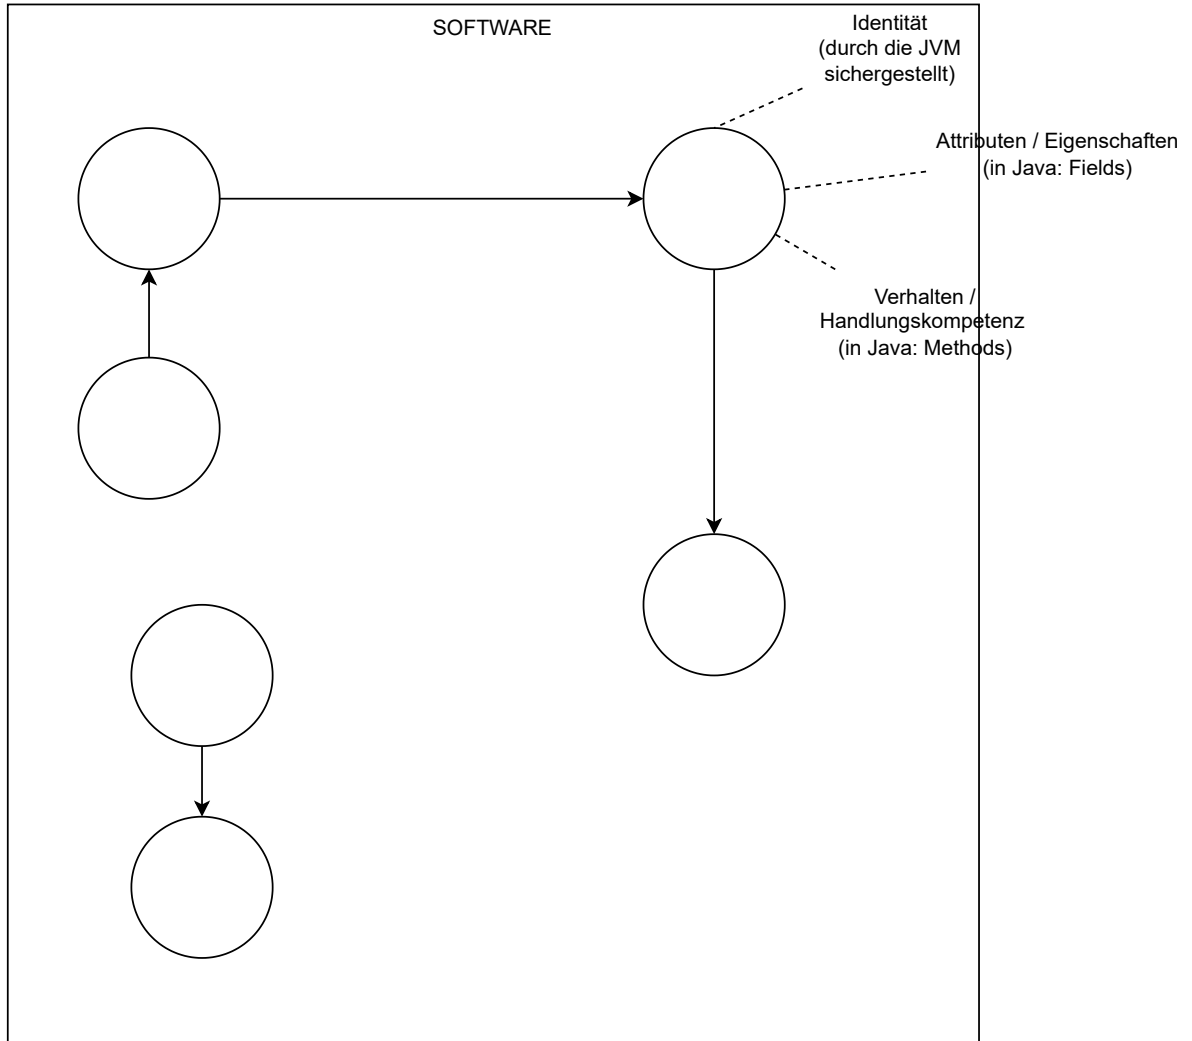 SOFTWARE
Identität
(durch die JVM
sichergestellt)
Attributen / Eigenschaften
(in Java: Fields)
Verhalten /
Handlungskompetenz
(in Java: Methods)